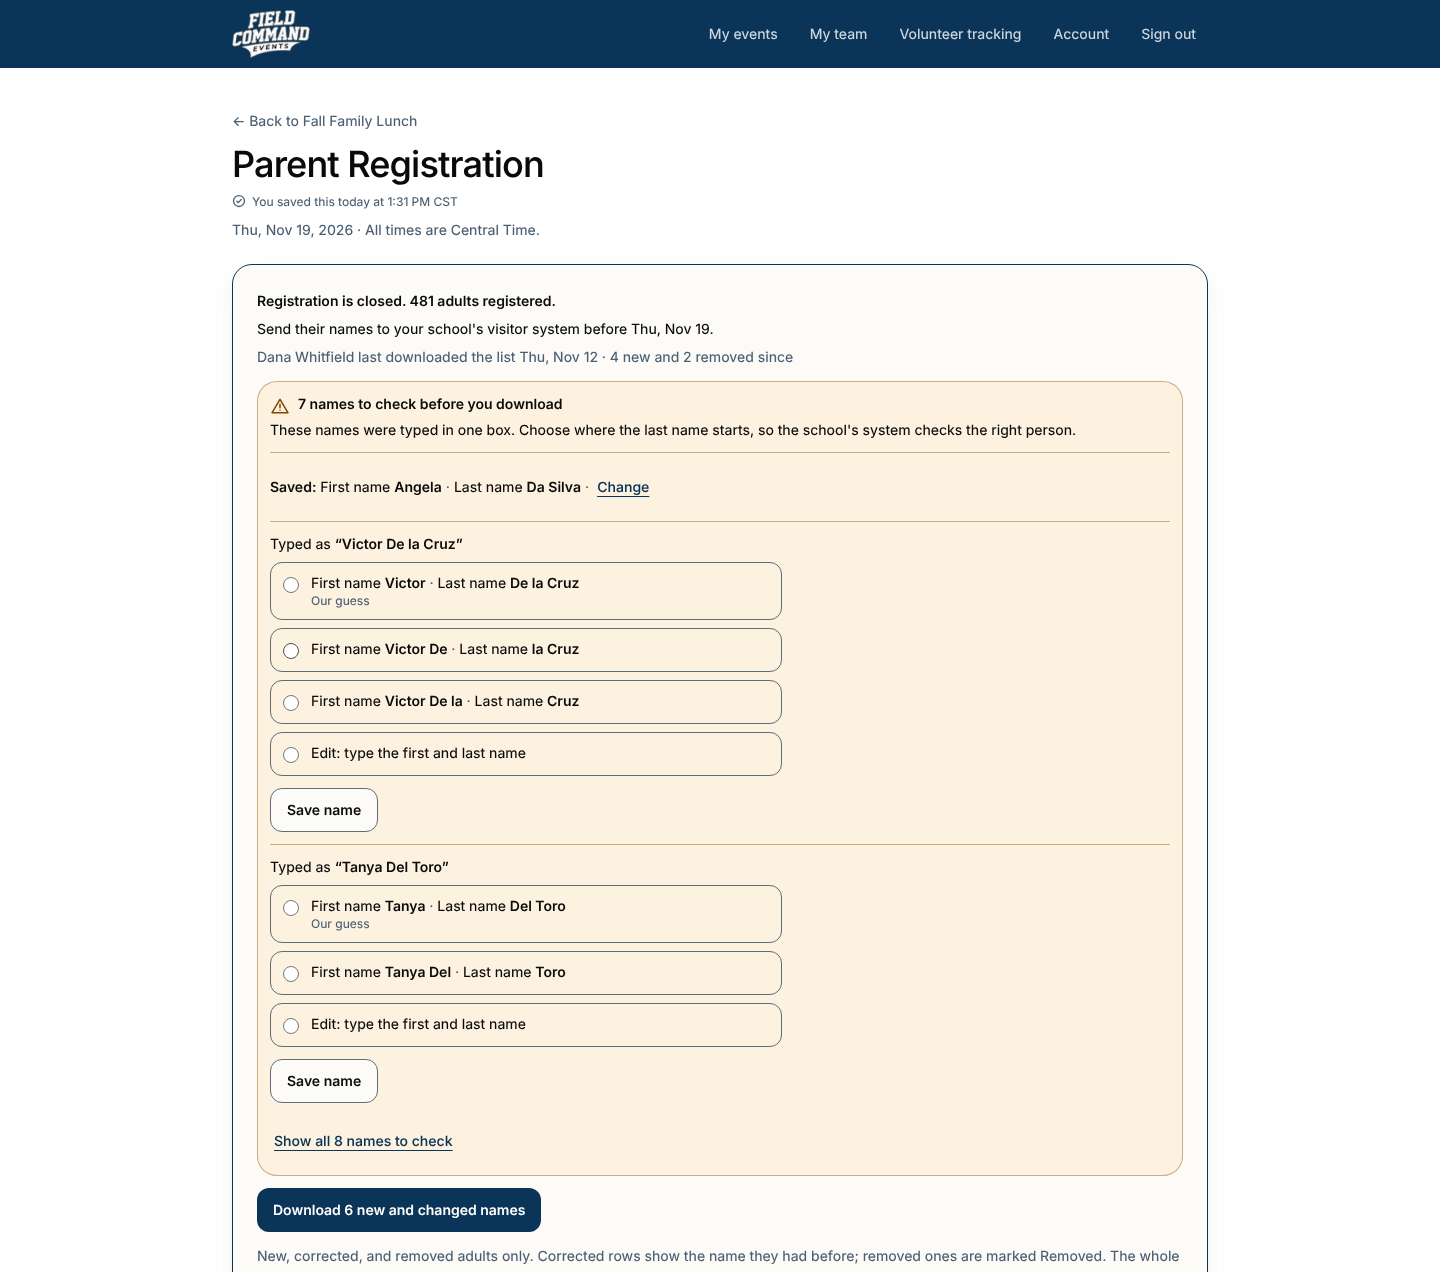 FIELD
COMMAND
EVENTS
My events
My team
Volunteer tracking
Account
Sign out
← Back to Fall Family Lunch
Parent Registration
You saved this today at 1:31 PM CST
Thu, Nov 19, 2026 · All times are Central Time.
Registration is closed. 481 adults registered.
Send their names to your school's visitor system before Thu, Nov 19.
Dana Whitfield last downloaded the list Thu, Nov 12 · 4 new and 2 removed since
7 names to check before you download
These names were typed in one box. Choose where the last name starts, so the school's system checks the right person.
Saved: First name Angela · Last name Da Silva · Change
Typed as “Victor De la Cruz”
First name Victor · Last name De la Cruz
Our guess
First name Victor De · Last name la Cruz
First name Victor De la · Last name Cruz
Edit: type the first and last name
Save name
Typed as “Tanya Del Toro”
First name Tanya · Last name Del Toro
Our guess
First name Tanya Del · Last name Toro
Edit: type the first and last name
Save name
Show all 8 names to check
Download 6 new and changed names
New, corrected, and removed adults only. Corrected rows show the name they had before; removed ones are marked Removed. The whole